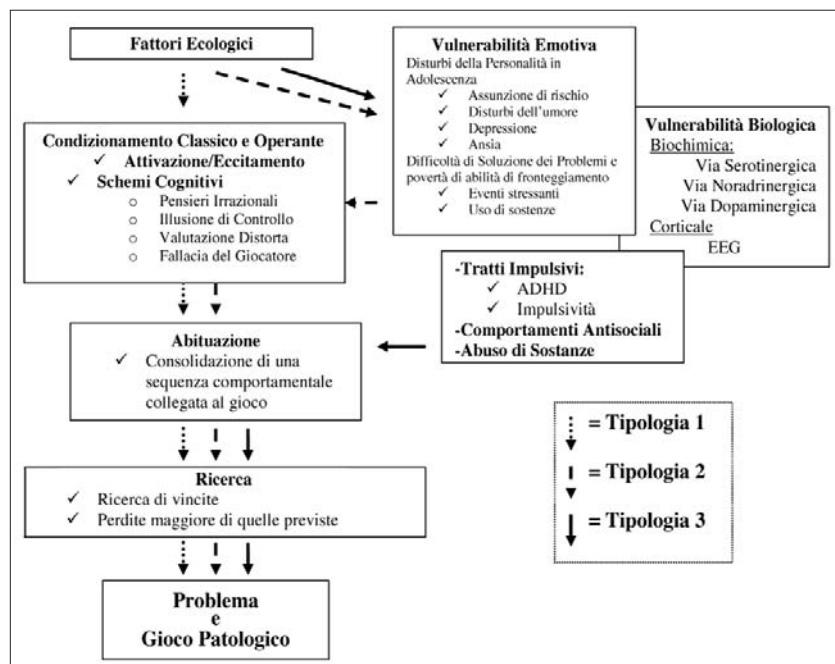 Fattori Ecologici
Vulnerabilità Emotiva
Disturbi della Personalità in
Adolescenza
✓ Assunzione di rischio
✓ Disturbi dell'umore
✓ Depressione
✓ Ansia
Difficoltà di Soluzione dei Problemi e
povertà di abilità di fronteggiamento
✓ Eventi stressanti
✓ Uso di sostenze
Vulnerabilità Biologica
Biochimica:
Via Serotinergica
Via Noradrinergica
Via Dopaminergica
Corticale
EEG
Condizionamento Classico e Operante
✓ Attivazione/Eccitamento
✓ Schemi Cognitivi
o Pensieri Irrazionali
o Illusione di Controllo
o Valutazione Distorta
o Fallacia del Giocatore
-Tratti Impulsivi:
✓ ADHD
✓ Impulsività
-Comportamenti Antisociali
-Abuso di Sostanze
Abituazione
✓ Consolidazione di una
sequenza comportamentale
collegata al gioco
Ricerca
✓ Ricerca di vincite
✓ Perdite maggiore di quelle previste
Problema
e
Gioco Patologico
= Tipologia 1
= Tipologia 2
= Tipologia 3